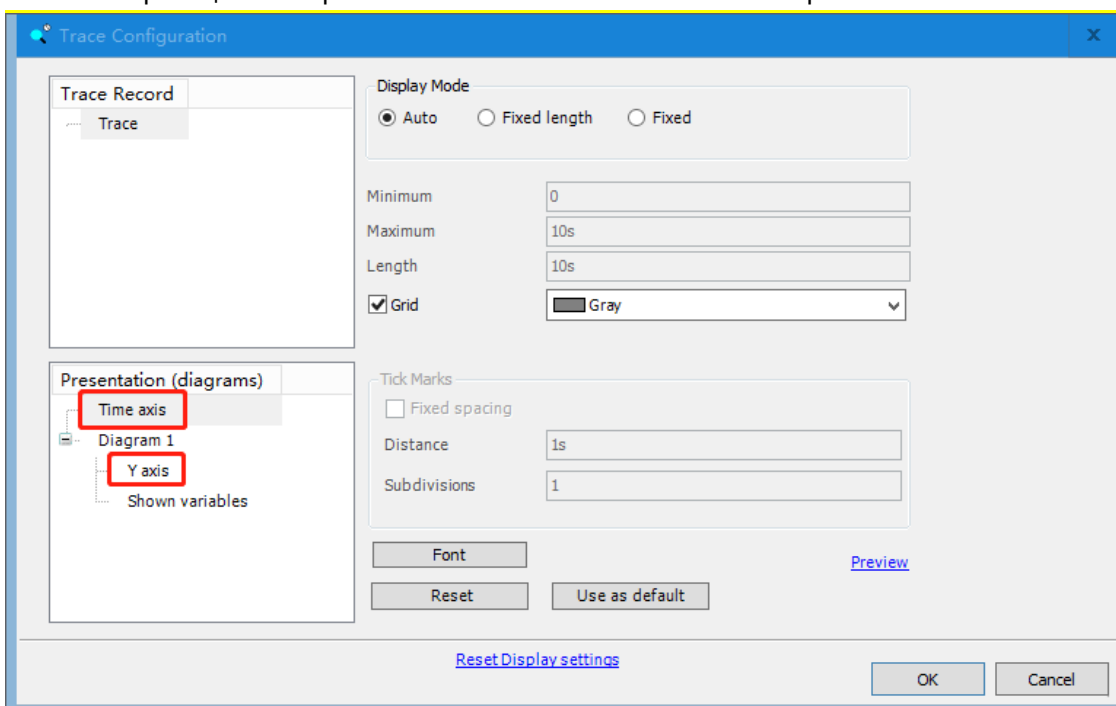 Trace Configuration
x
Trace Record
Trace
Display Mode
Auto
Fixed length
Fixed
Minimum
0
Maximum
10s
Length
10s
Grid
Gray
Presentation (diagrams)
Time axis
Diagram 1
Y axis
Shown variables
Tick Marks
Fixed spacing
Distance
1s
Subdivisions
1
Font
Preview
Reset
Use as default
Reset Display settings
OK
Cancel